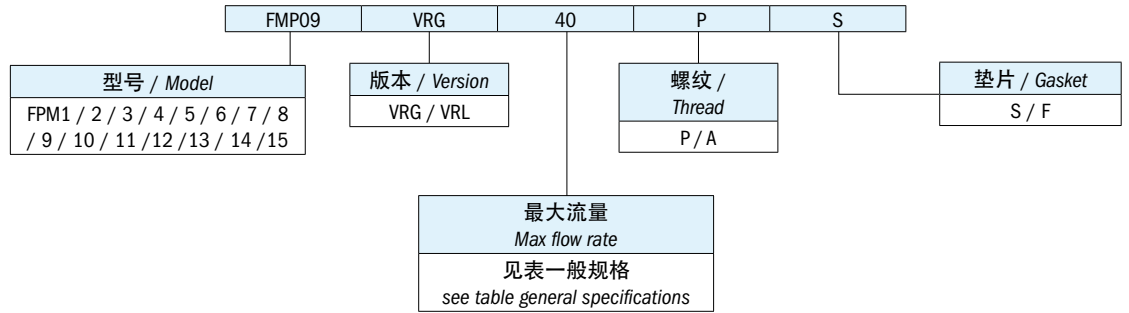 FMP09 VRG 40 P S
型号 / Model
FPM1 / 2 / 3 / 4 / 5 / 6 / 7 / 8
/ 9 / 10 / 11 /12 /13 / 14 /15
版本 / Version
VRG / VRL
螺纹 /
Thread
P / A
垫片 / Gasket
S / F
最大流量
Max flow rate
见表一般规格
see table general specifications